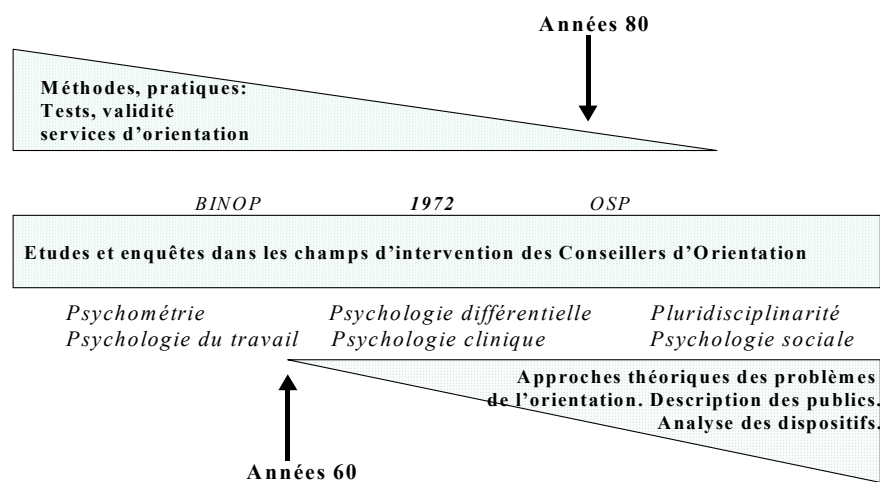 Années 80
Méthodes, pratiques:
Tests, validité
services d'orientation
BINOP 1972 OSP
Etudes et enquêtes dans les champs d'intervention des Conseillers d'Orientation
Psychométrie Psychologie différentielle Pluridisciplinarité
Psychologie du travail Psychologie clinique Psychologie sociale
Approches théoriques des problèmes
de l'orientation. Description des publics.
Analyse des dispositifs.
Années 60